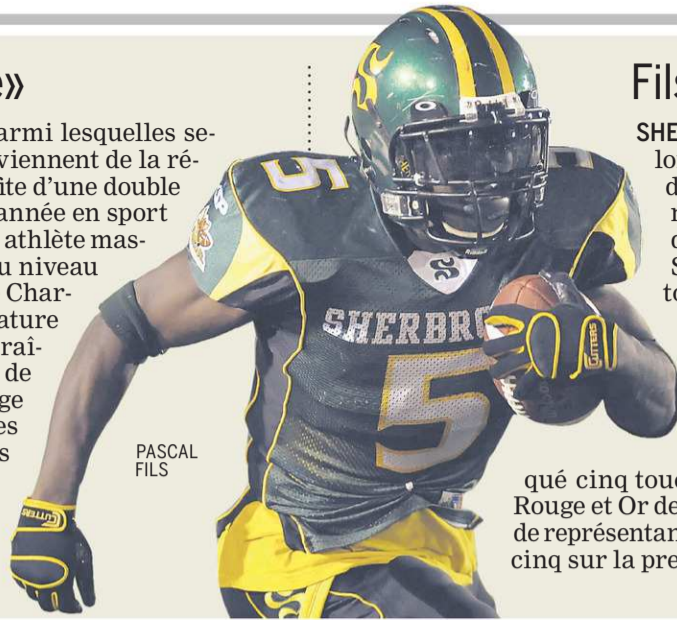 »
armi lesquelles se-
viennent de la ré-
ite d'une double
année en sport
athlète mas-
u niveau
Char-
ature
raî-
de
ge
es
s
PASCAL
FILS
5
SHERBRO
5
CUTTERS
CUTTERS
Fils
SHE
lo
d
r
S
to
qué cinq touc
Rouge et Or de
de représentan
cinq sur la pre